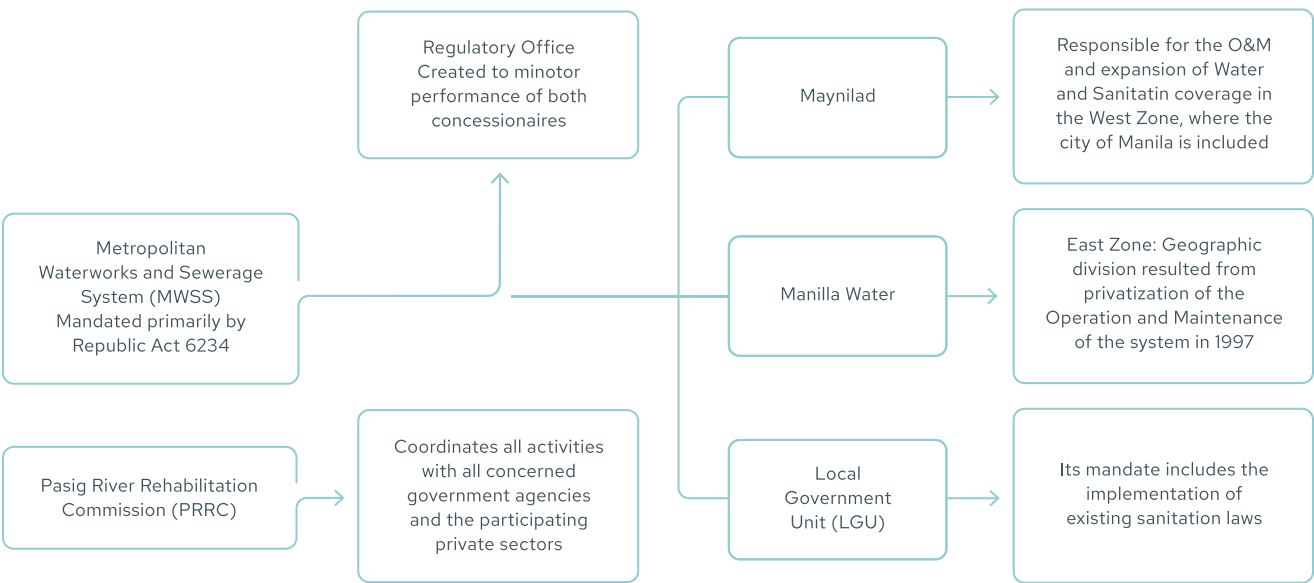 Regulatory Office
Created to minotor
performance of both
concessionaires
Maynilad
Responsible for the O&M
and expansion of Water
and Sanitatin coverage in
the West Zone, where the
city of Manila is included
Metropolitan
Waterworks and Sewerage
System (MWSS)
Mandated primarily by
Republic Act 6234
Manilla Water
East Zone: Geographic
division resulted from
privatization of the
Operation and Maintenance
of the system in 1997
Pasig River Rehabilitation
Commission (PRRC)
Coordinates all activities
with all concerned
government agencies
and the participating
private sectors
Local
Government
Unit (LGU)
Its mandate includes the
implementation of
existing sanitation laws